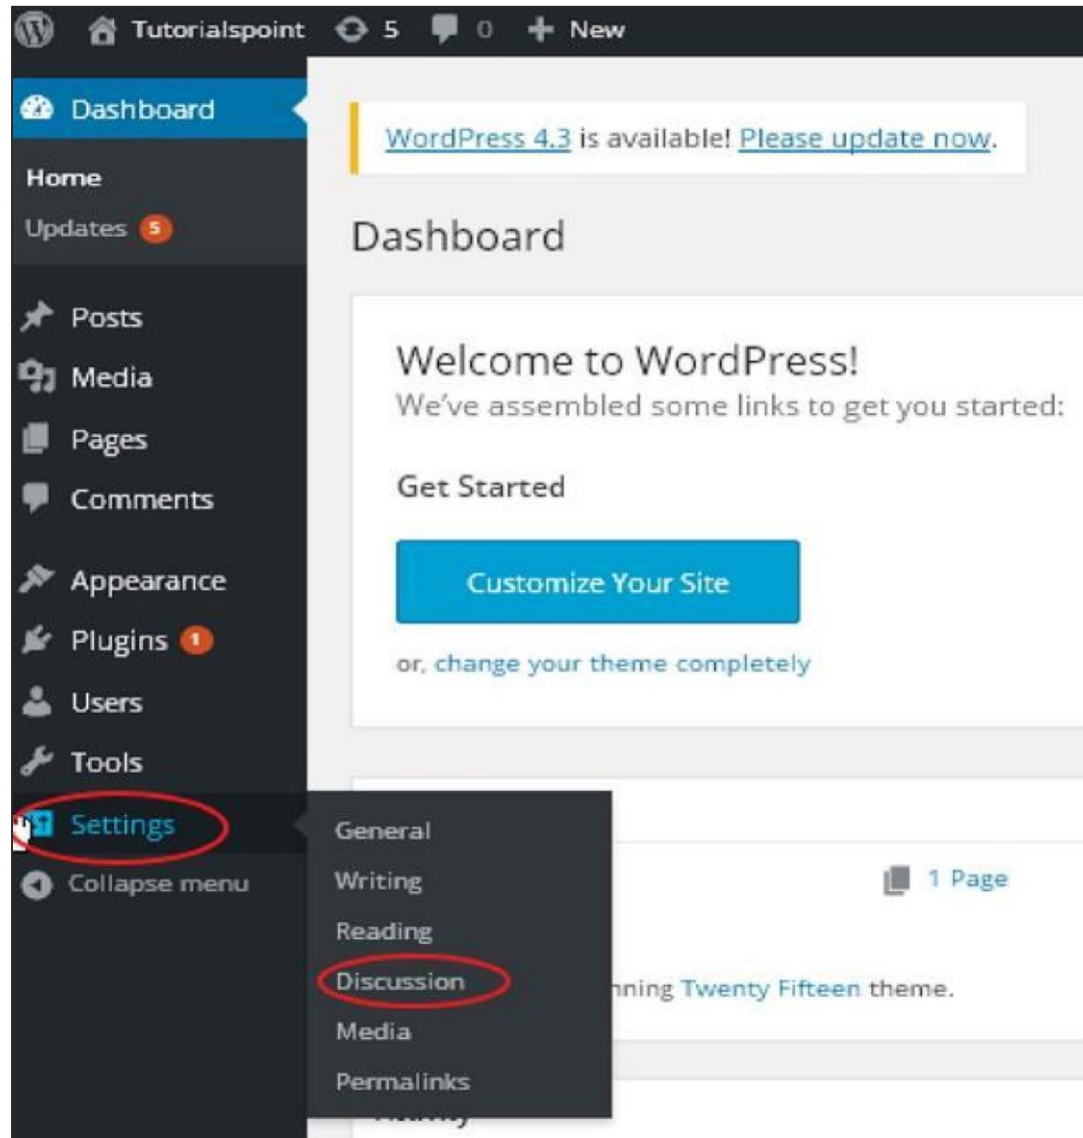 Tutorialspoint 5 0 New
Dashboard
Home
Updates 5
Posts
Media
Pages
Comments
Appearance
Plugins 1
Users
Tools
Settings
Collapse menu
General
Writing
Reading
Discussion
Media
Permalinks
WordPress 4.3 is available! Please update now.
Dashboard
Welcome to WordPress!
We've assembled some links to get you started:
Get Started
Customize Your Site
or, change your theme completely
1 Page
Twenty Fifteen theme.